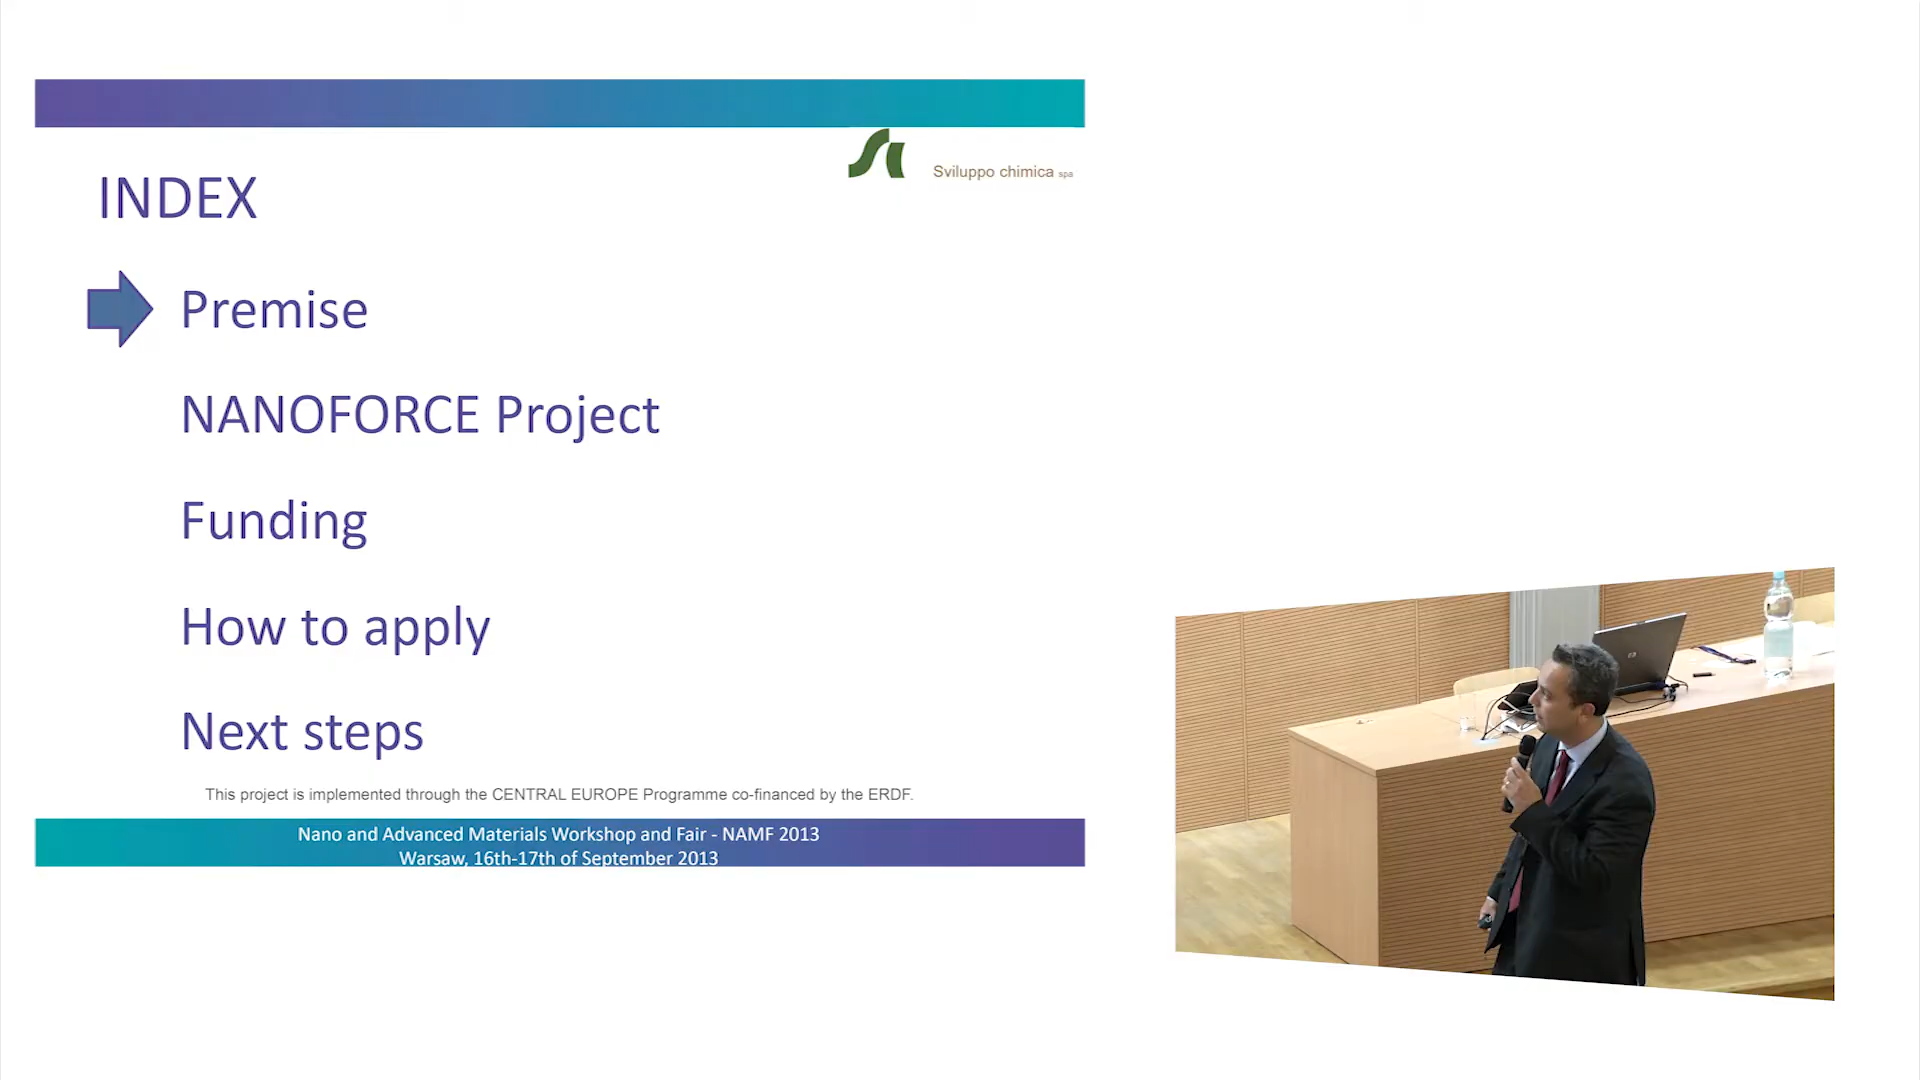 Sviluppo chimica spa
INDEX
Premise
NANOFORCE Project
Funding
How to apply
Next steps
This project is implemented through the CENTRAL EUROPE Programme co-financed by the ERDF.
Nano and Advanced Materials Workshop and Fair - NAMF 2013
Warsaw, 16th-17th of September 2013